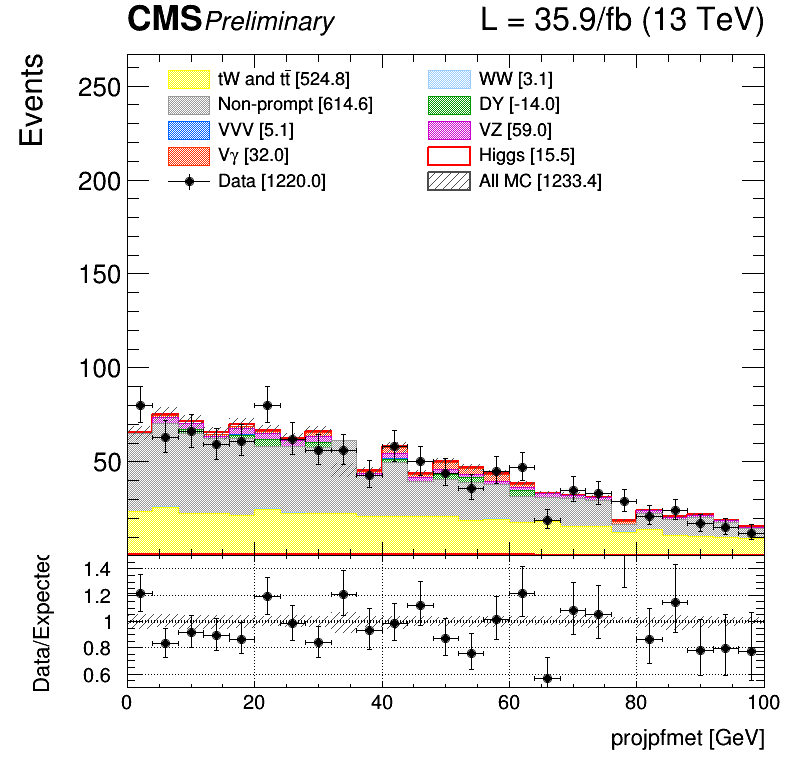 CMS Preliminary L = 35.9/fb (13 TeV)
Events
250
200
150
100
50
tW and tt̄ [524.8]
Non-prompt [614.6]
VVV [5.1]
Vγ [32.0]
Data [1220.0]
WW [3.1]
DY [-14.0]
VZ [59.0]
Higgs [15.5]
All MC [1233.4]
Data/Expected
1.4
1.2
1
0.8
0.6
0 20 40 60 80 100
projpfmet [GeV]